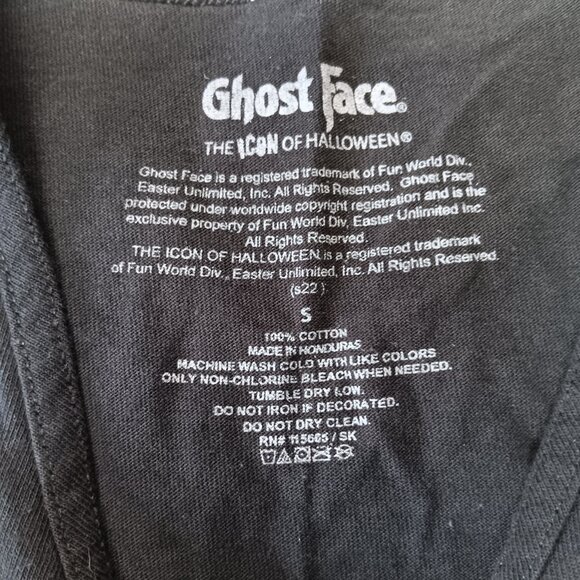 Ghost Face®
THE ICON OF HALLOWEEN®
Ghost Face is a registered trademark of Fun World Div.,
Easter Unlimited, Inc. All Rights Reserved. Ghost Face
protected under worldwide copyright registration and is the
exclusive property of Fun World Div, Easter Unlimited Inc.
All Rights Reserved.
THE ICON OF HALLOWEEN is a registered trademark
of Fun World Div., Easter Unlimited, Inc. All Rights Reserved.
(s22)
S
100% COTTON
MADE IN HONDURAS
MACHINE WASH COLD WITH LIKE COLORS
ONLY NON-CHLORINE BLEACH WHEN NEEDED.
TUMBLE DRY LOW.
DO NOT IRON IF DECORATED.
DO NOT DRY CLEAN.
RN# 115665 / SK